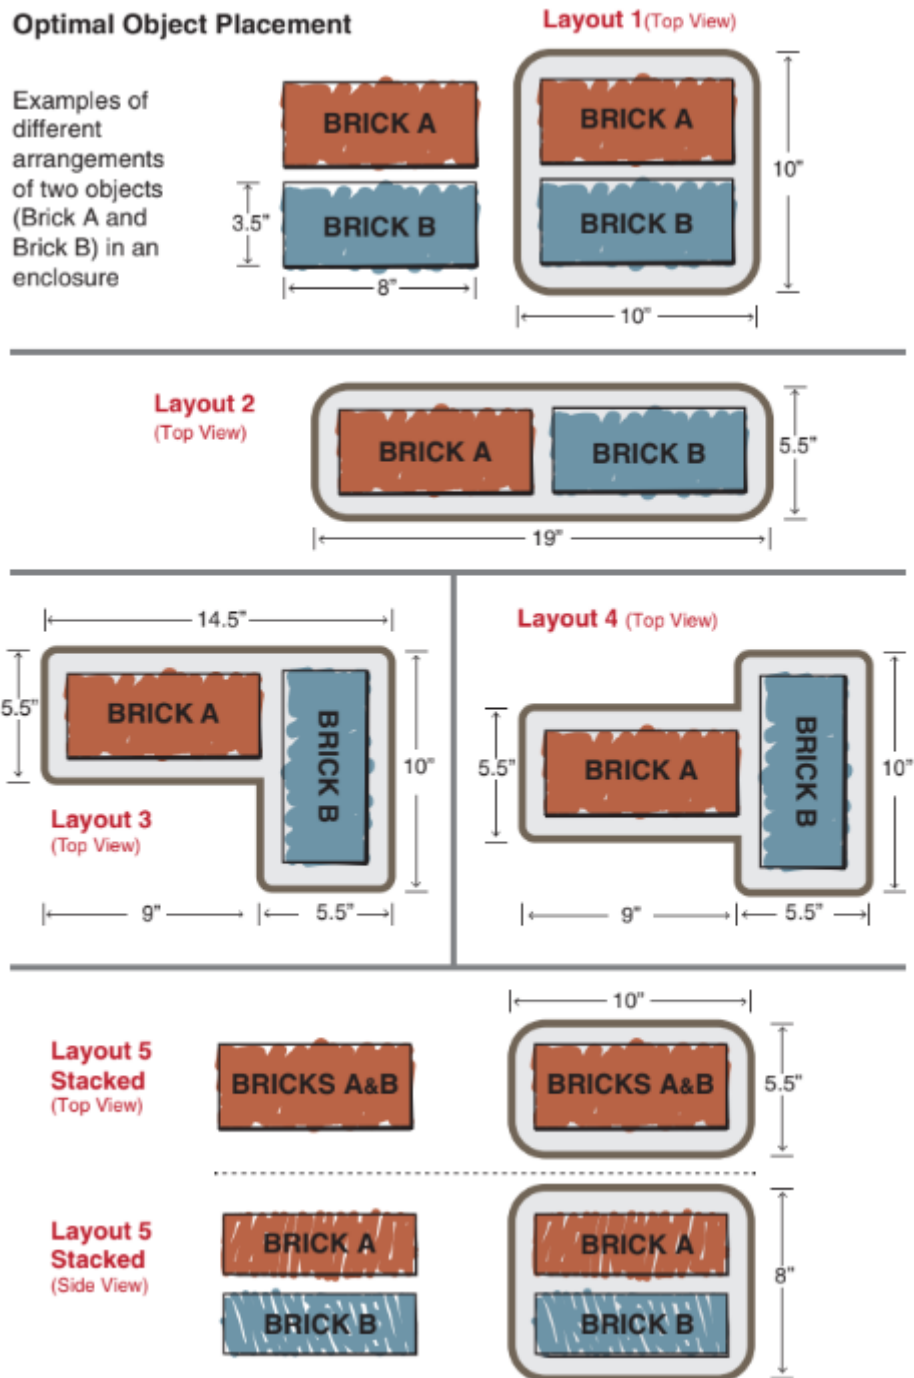 Optimal Object Placement
Examples of
different
arrangements
of two objects
(Brick A and
Brick B) in an
enclosure
BRICK A
3.5”
BRICK B
8”
Layout 1(Top View)
BRICK A
BRICK B
10”
10”
Layout 2
(Top View)
BRICK A
BRICK B
5.5”
19”
14.5”
5.5”
BRICK A
BRICK B
10”
Layout 3
(Top View)
9”
5.5”
Layout 4 (Top View)
5.5”
BRICK A
BRICK B
10”
9”
5.5”
Layout 5
Stacked
(Top View)
BRICKS A&B
10”
BRICKS A&B
5.5”
Layout 5
Stacked
(Side View)
BRICK A
BRICK B
BRICK A
BRICK B
8”